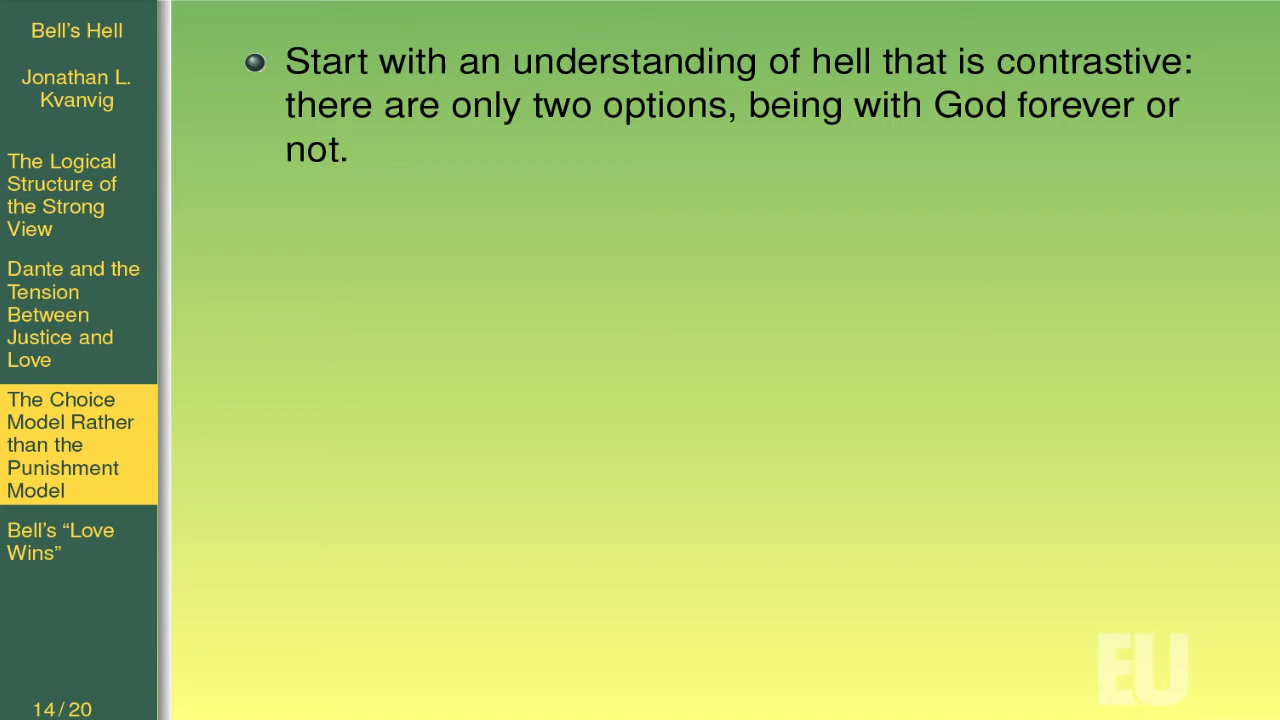 Bell’s Hell
Jonathan L.
Kvanvig
The Logical
Structure of
the Strong
View
Dante and the
Tension
Between
Justice and
Love
The Choice
Model Rather
than the
Punishment
Model
Bell’s “Love
Wins”
14 / 20
Start with an understanding of hell that is contrastive:
there are only two options, being with God forever or
not.
EU